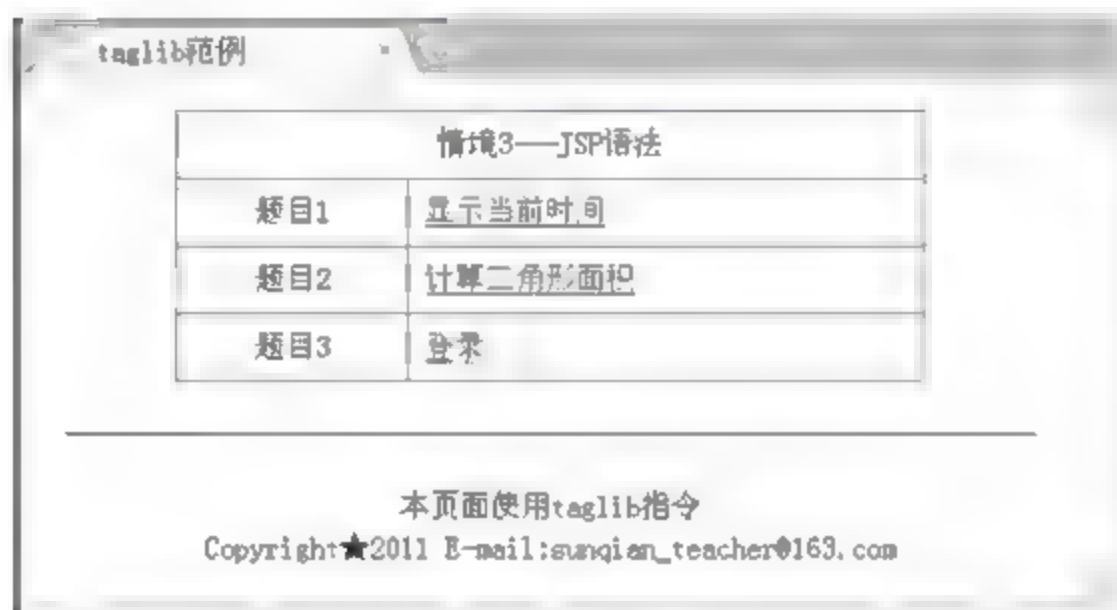 taglib范例
情境3——JSP语法
题目1 显示当前时间
题目2 计算三角形面积
题目3 登录
本页面使用taglib指令
Copyright★2011 E-mail:sunqian_teacher@163.com